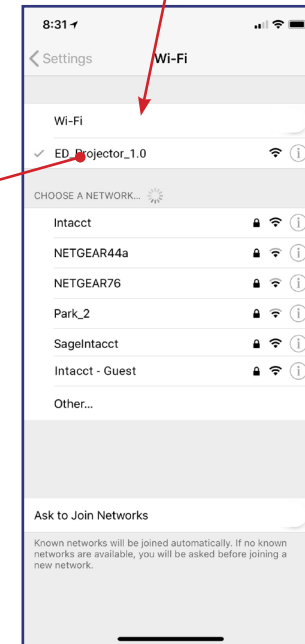 8:31
Settings
Wi-Fi
Wi-Fi
ED_Projector_1.0
CHOOSE A NETWORK...
Intacct
NETGEAR44a
NETGEAR76
Park_2
SageIntacct
Intacct - Guest
Other...
Ask to Join Networks
Known networks will be joined automatically. If no known
networks are available, you will be asked before joining a
new network.